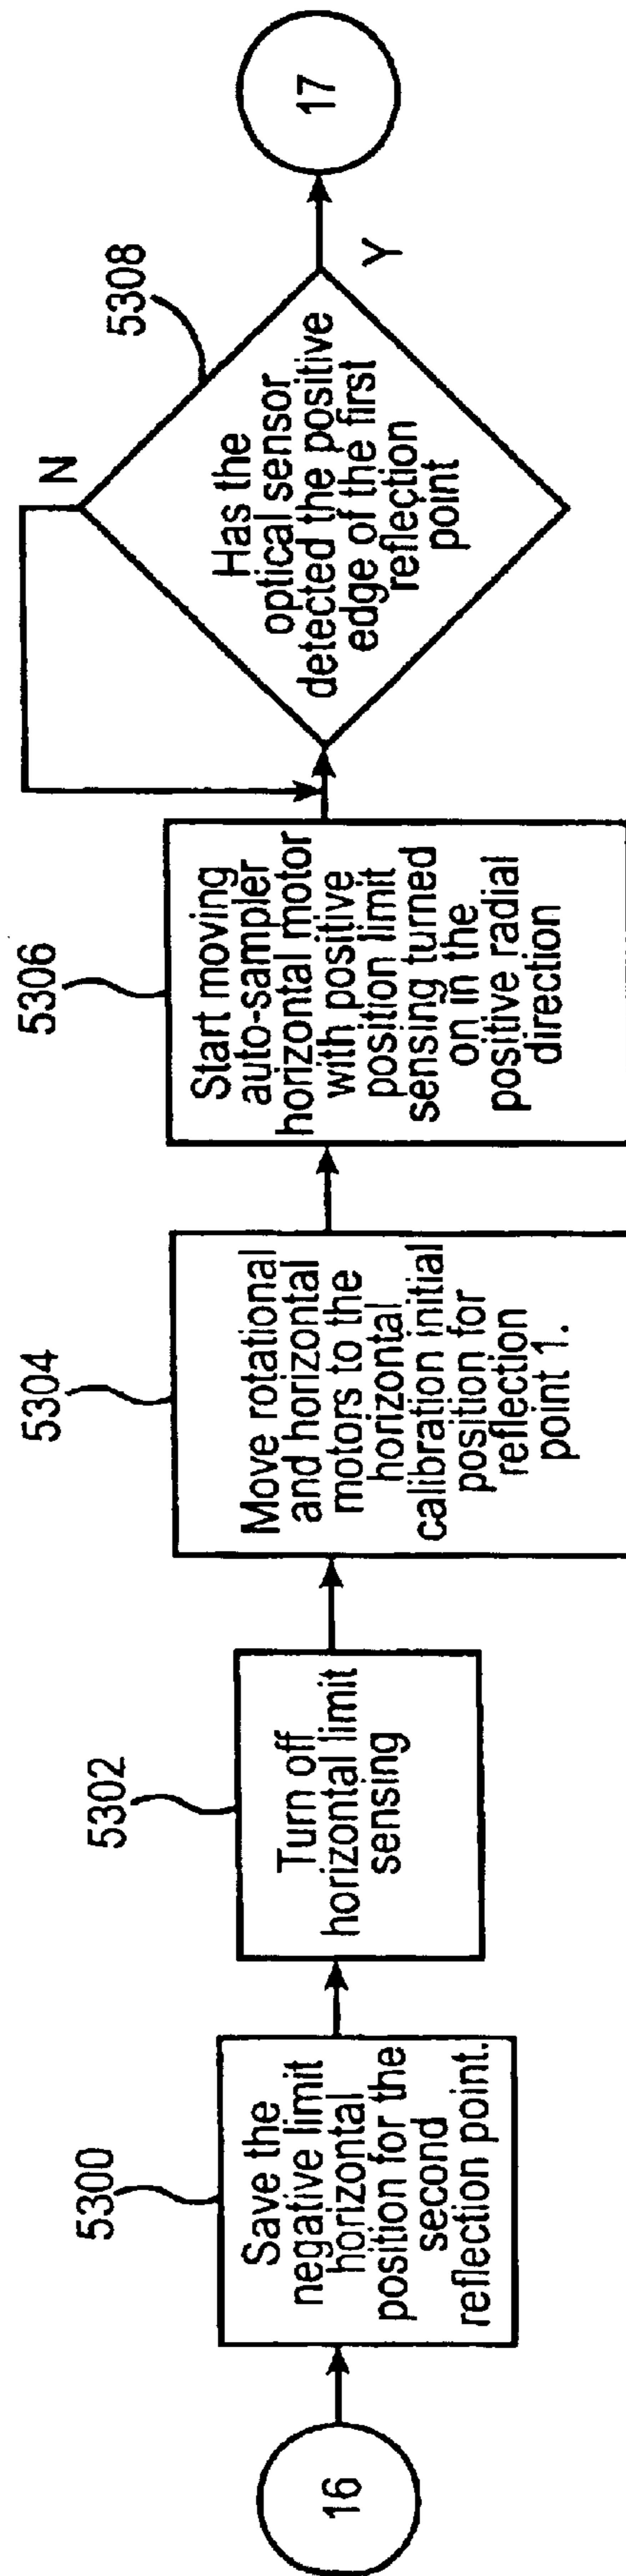 16
5300
Save the
negative limit
horizontal
position for the
second
reflection point.
5302
Turn off
horizontal limit
sensing
5304
Move rotational
and horizontal
motors to the
horizontal
calibration initial
position for
reflection
point 1.
5306
Start moving
auto-sampler
horizontal motor
with positive
position limit
sensing turned
on in the
positive radial
direction
5308
Has the
optical sensor
detected the positive
edge of the first
reflection
point
N
Y
17